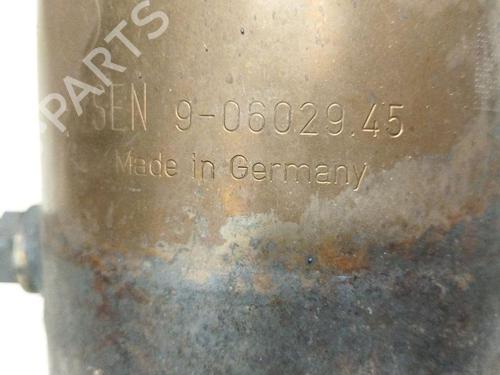 PARTS
SEN 9-06029.45
Made in Germany